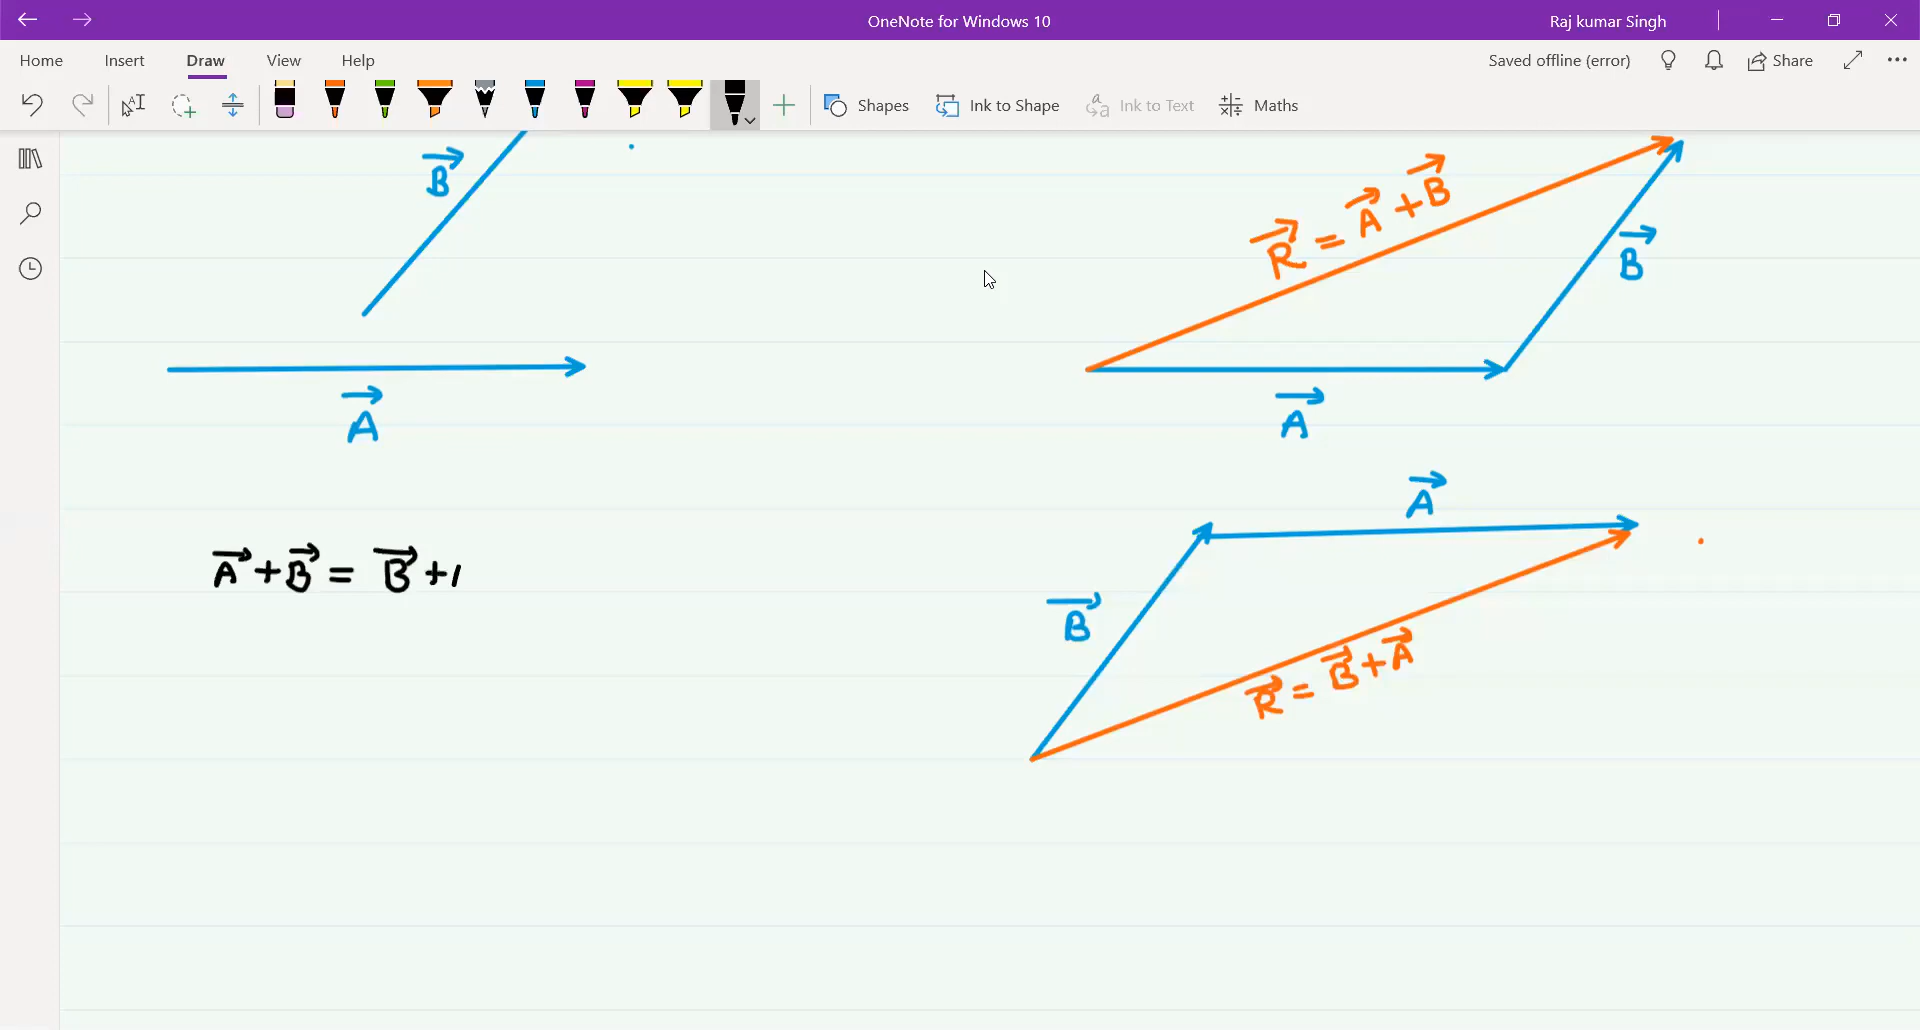 OneNote for Windows 10
Raj kumar Singh
Home Insert Draw View Help
Saved offline (error) Share
Shapes Ink to Shape Ink to Text Maths
B
A
R = A + B
B
A
A
B
R = B + A
A + B = B +